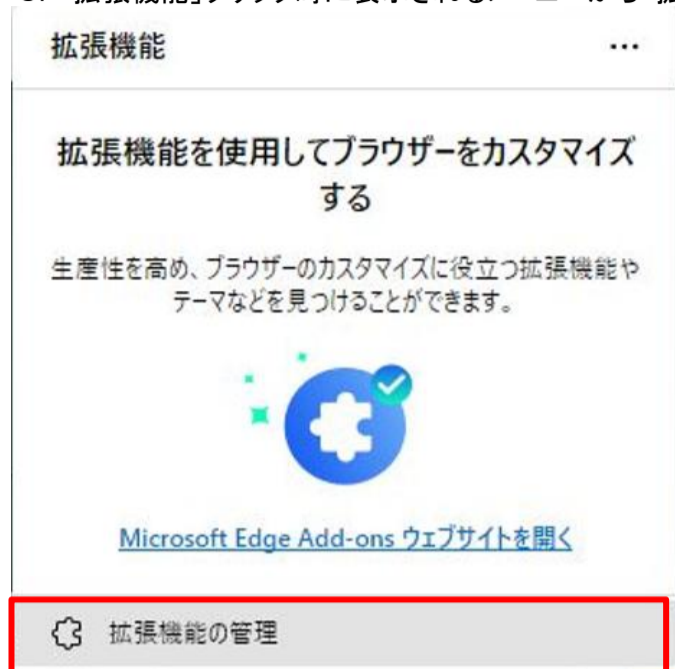 拡張機能
…
拡張機能を使用してブラウザーをカスタマイズ
する
生産性を高め、ブラウザーのカスタマイズに役立つ拡張機能や
テーマなどを見つけることができます。
Microsoft Edge Add-ons ウェブサイトを開く
拡張機能の管理